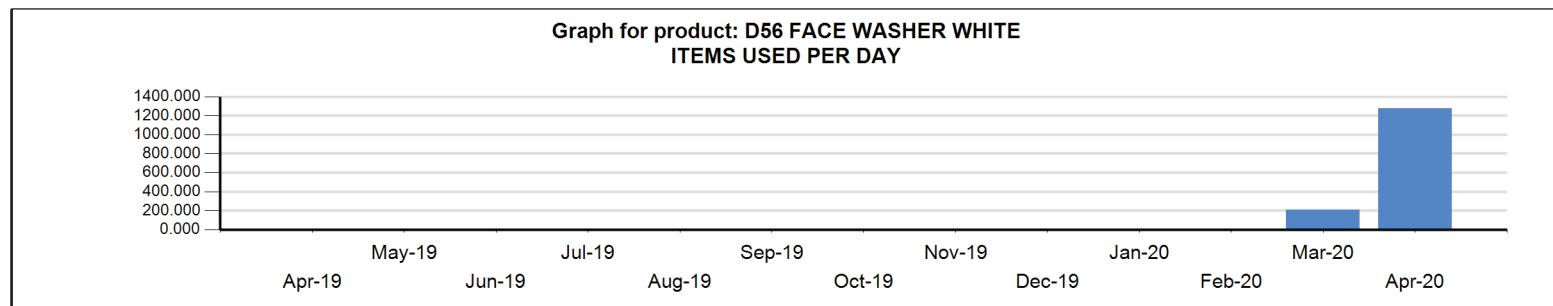 Graph for product: D56 FACE WASHER WHITE
ITEMS USED PER DAY
1400.000
1200.000
1000.000
800.000
600.000
400.000
200.000
0.000
May-19 Jul-19 Sep-19 Nov-19 Jan-20 Mar-20
Apr-19 Jun-19 Aug-19 Oct-19 Dec-19 Feb-20 Apr-20